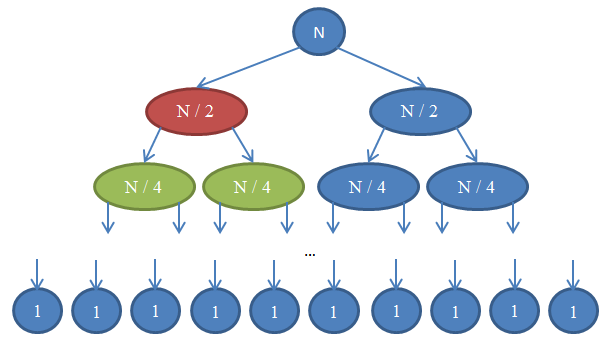 N
N / 2 N / 2
N / 4 N / 4 N / 4 N / 4
...
1 1 1 1 1 1 1 1 1 1